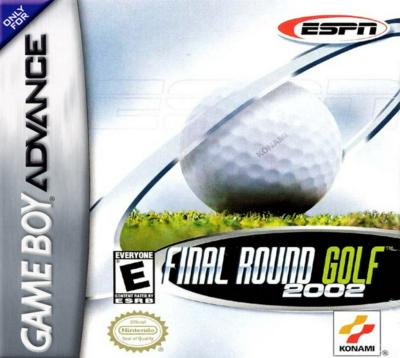 ONLY
FOR
GAME BOY ADVANCE
ESPN
KONAMI
EVERYONE
E
CONTENT RATED BY
ESRB
FINAL ROUND GOLF
2002
Official
Nintendo
Seal of Quality
KONAMI